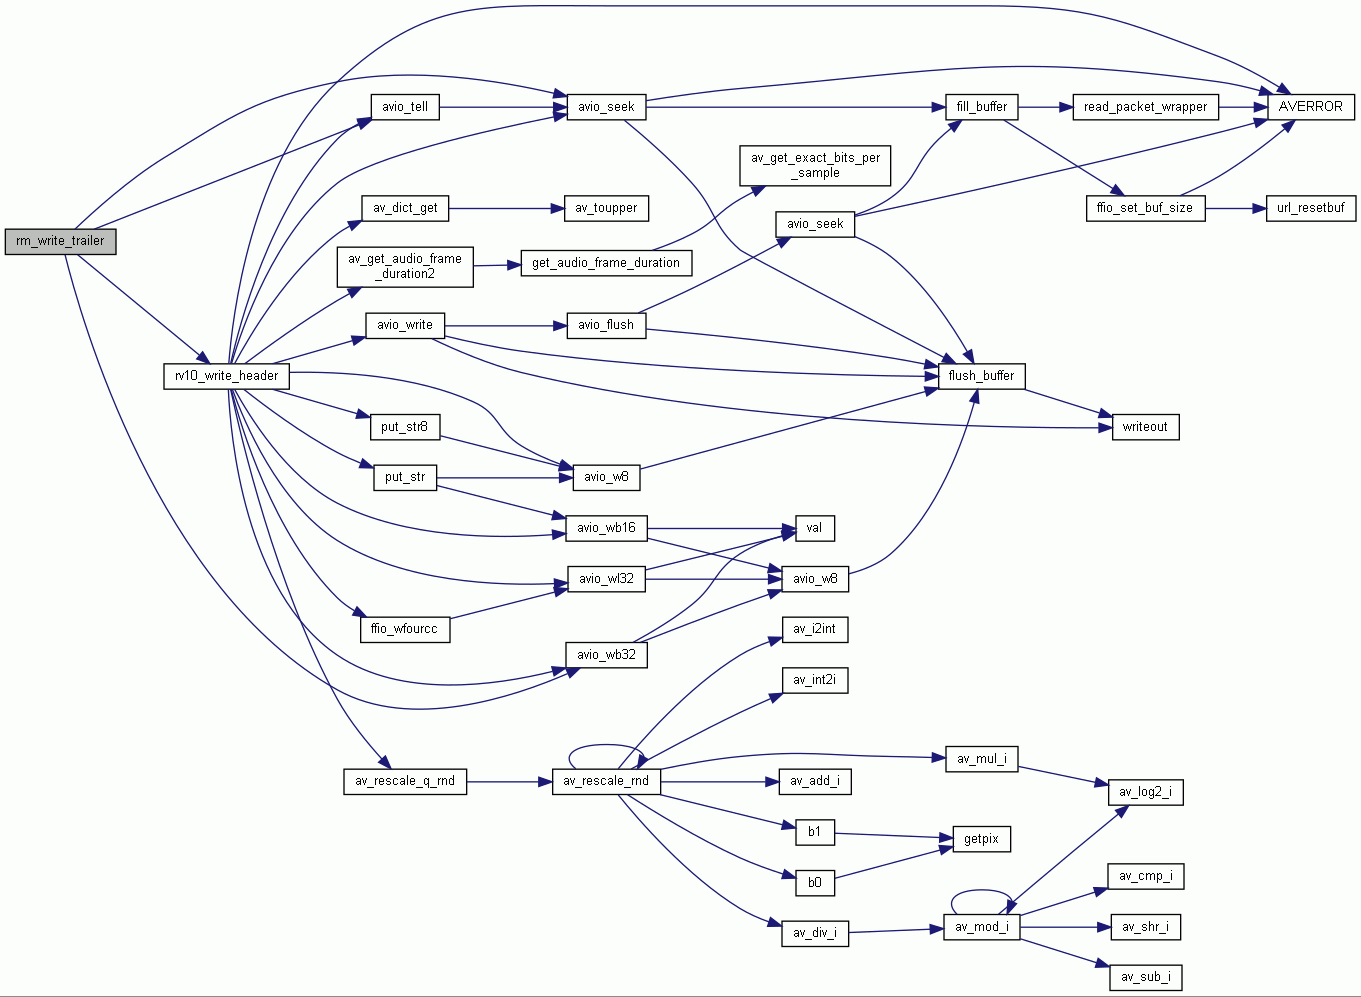 avio_tell
avio_seek
fill_buffer
read_packet_wrapper
AVERROR
av_get_exact_bits_per
_sample
av_dict_get
av_toupper
avio_seek
ffio_set_buf_size
url_resetbuf
rm_write_trailer
av_get_audio_frame
_duration2
get_audio_frame_duration
avio_write
avio_flush
rv10_write_header
flush_buffer
put_str8
writeout
put_str
avio_w8
avio_wb16
val
avio_wl32
avio_w8
ffio_wfourcc
av_i2int
avio_wb32
av_int2i
av_mul_i
av_rescale_q_rnd
av_rescale_rnd
av_add_i
av_log2_i
b1
getpix
b0
av_cmp_i
av_div_i
av_mod_i
av_shr_i
av_sub_i